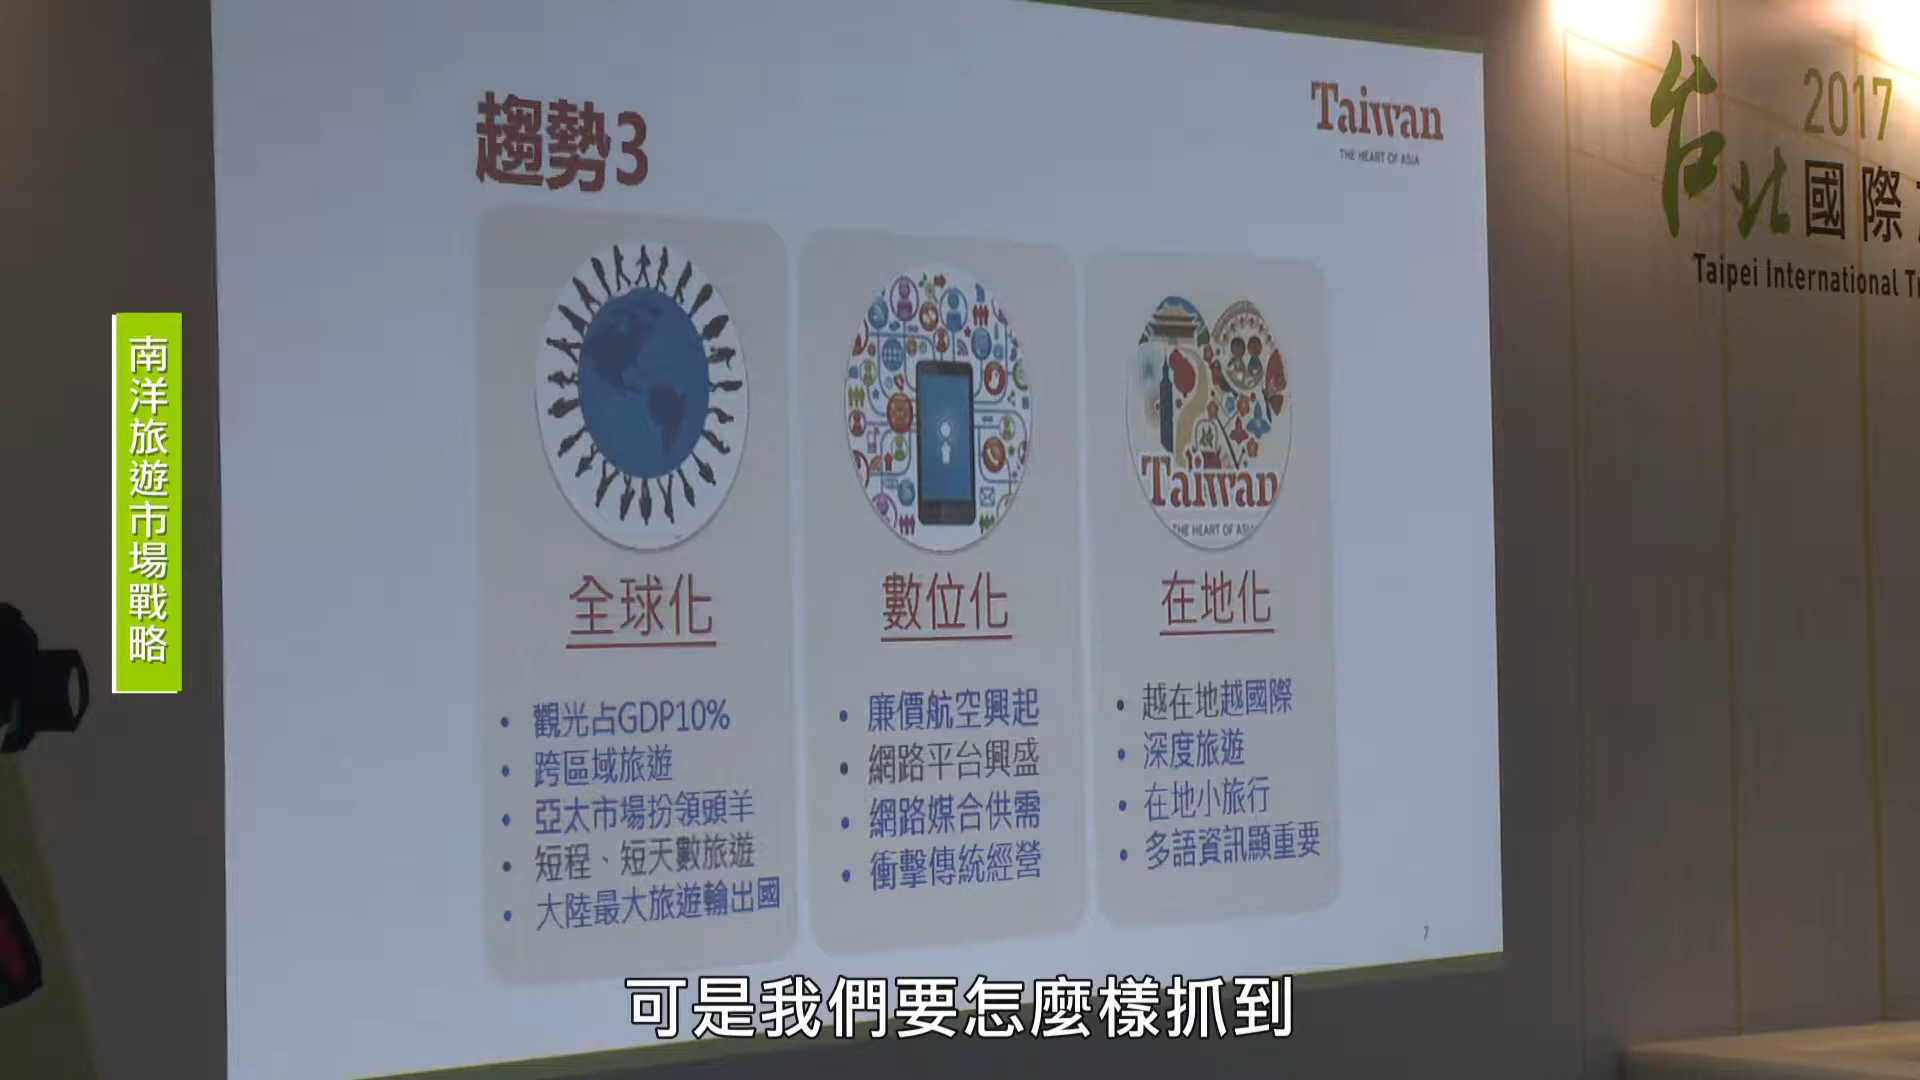 趨勢3
Taiwan
THE HEART OF ASIA
全球化
觀光占GDP10%
跨區域旅遊
亞太市場扮領頭羊
短程、短天數旅遊
大陸最大旅遊輸出國
數位化
廉價航空興起
網路平台興盛
網路媒合供需
衝擊傳統經營
Taiwan
THE HEART OF ASIA
在地化
越在地越國際
深度旅遊
在地小旅行
多語資訊顯重要
7
2017
台北國際
Taipei International
南洋旅遊市場戰略
可是我們要怎麼樣抓到